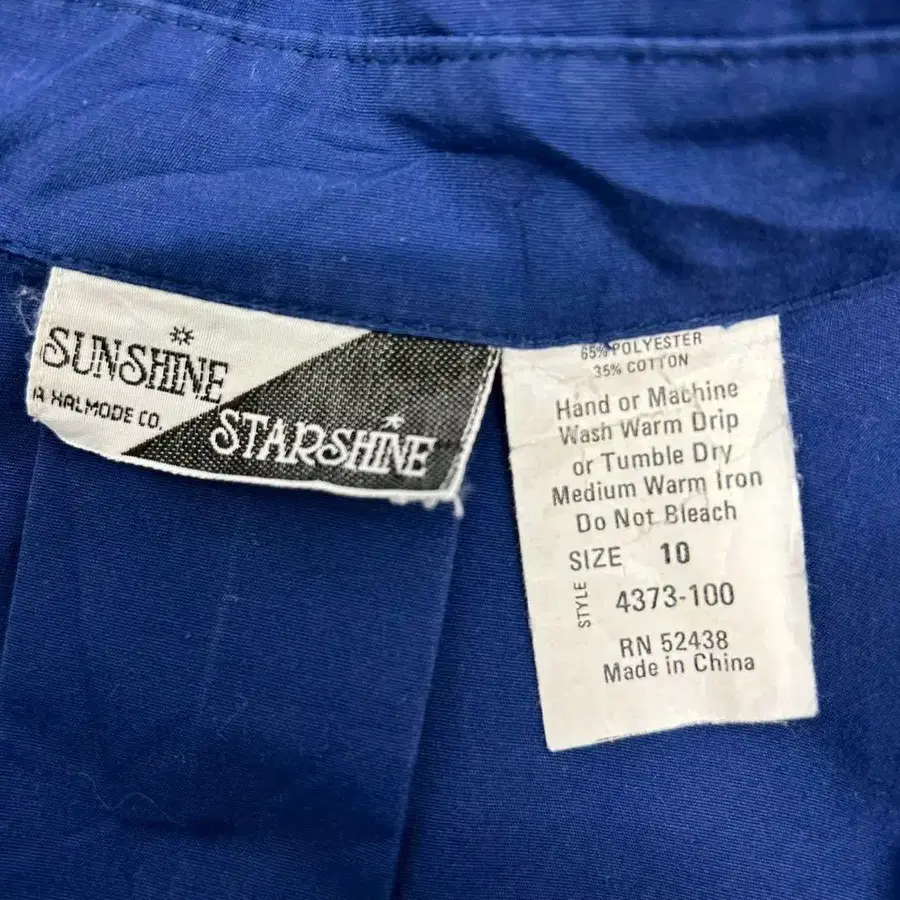 SUNSHINE
A HALMODE CO.
STARSHINE
65% POLYESTER
35% COTTON
Hand or Machine
Wash Warm Drip
or Tumble Dry
Medium Warm Iron
Do Not Bleach
SIZE 10
STYLE 4373-100
RN 52438
Made in China